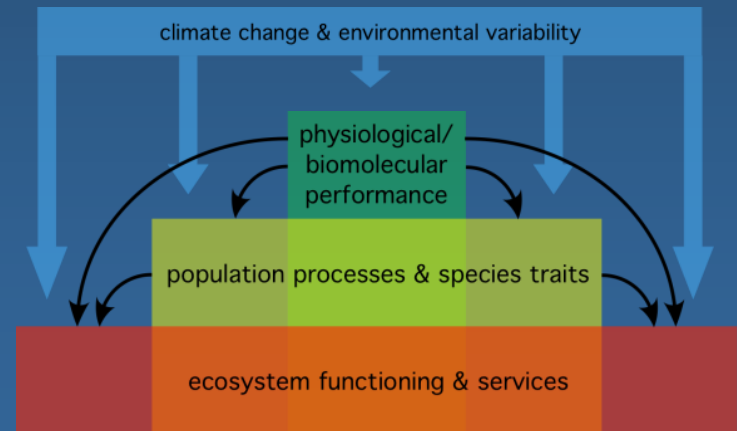 climate change & environmental variability
physiological/
biomolecular
performance
population processes & species traits
ecosystem functioning & services